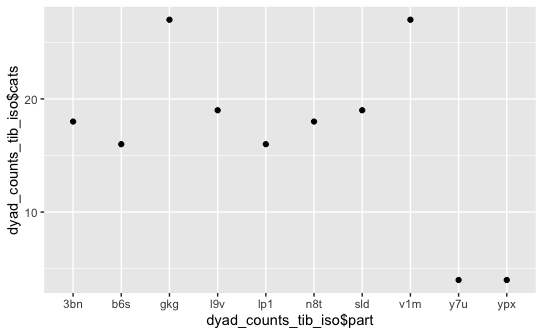 dyad_counts_tib_iso$cats
20
10
3bn b6s gkg l9v lp1 n8t sld v1m y7u ypx
dyad_counts_tib_iso$part